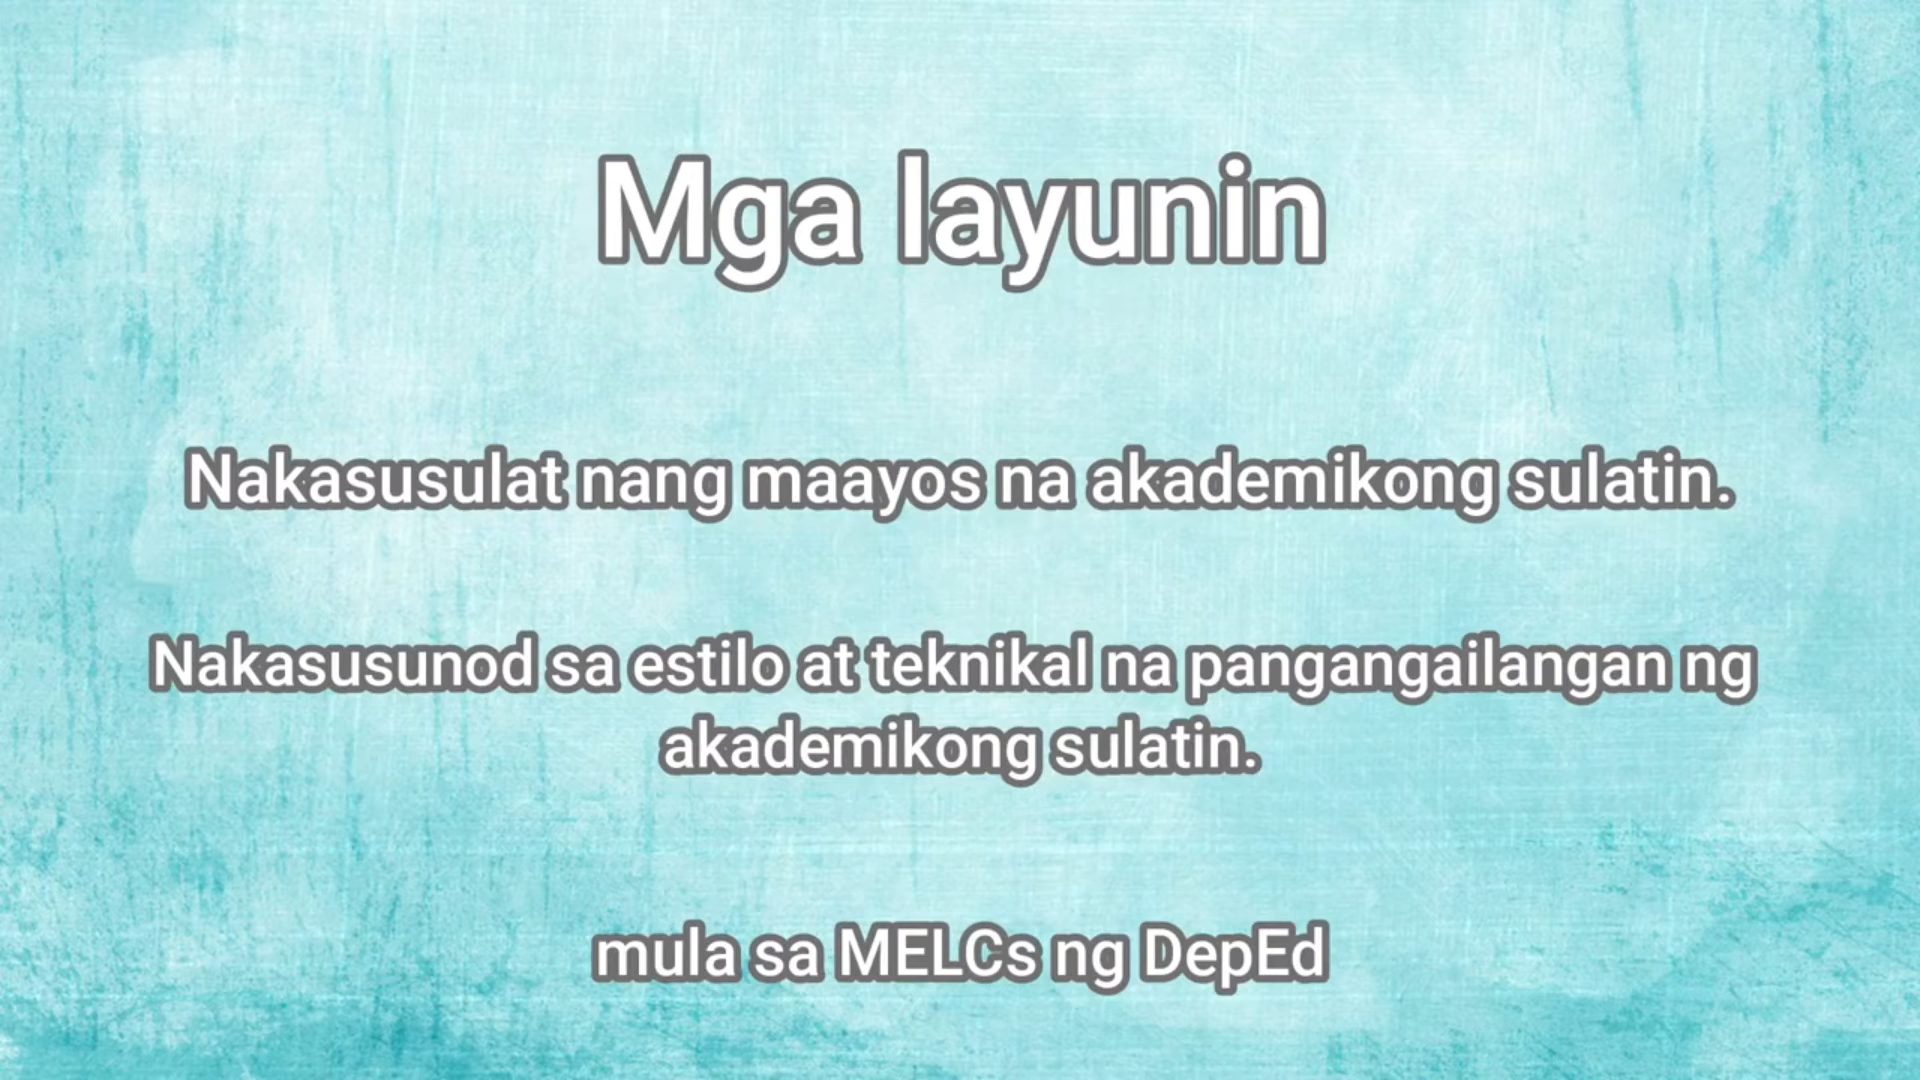 Mga layunin
Nakasusulat nang maayos na akademikong sulatin.
Nakasusunod sa estilo at teknikal na pangangailangan ng
akademikong sulatin.
mula sa MELCs ng DepEd